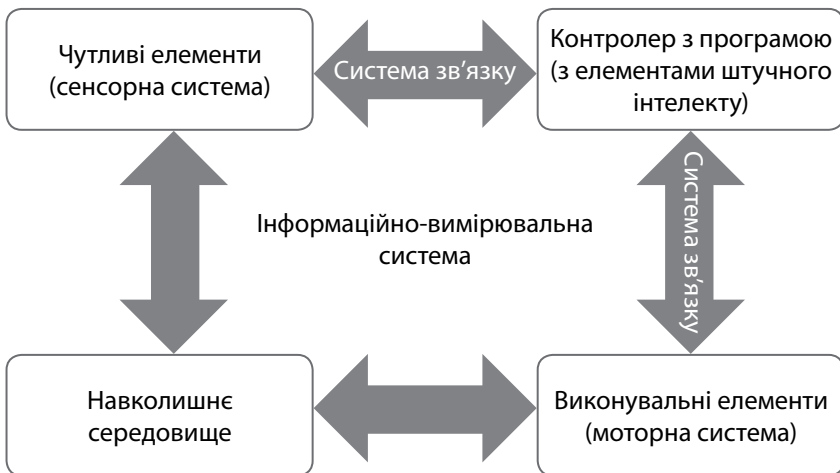 Чутливі елементи
(сенсорна система)
Система зв’язку
Контролер з програмою
(з елементами штучного
інтелекту)
Система зв’язку
Інформаційно-вимірювальна
система
Навколишнє
середовище
Виконувальні елементи
(моторна система)